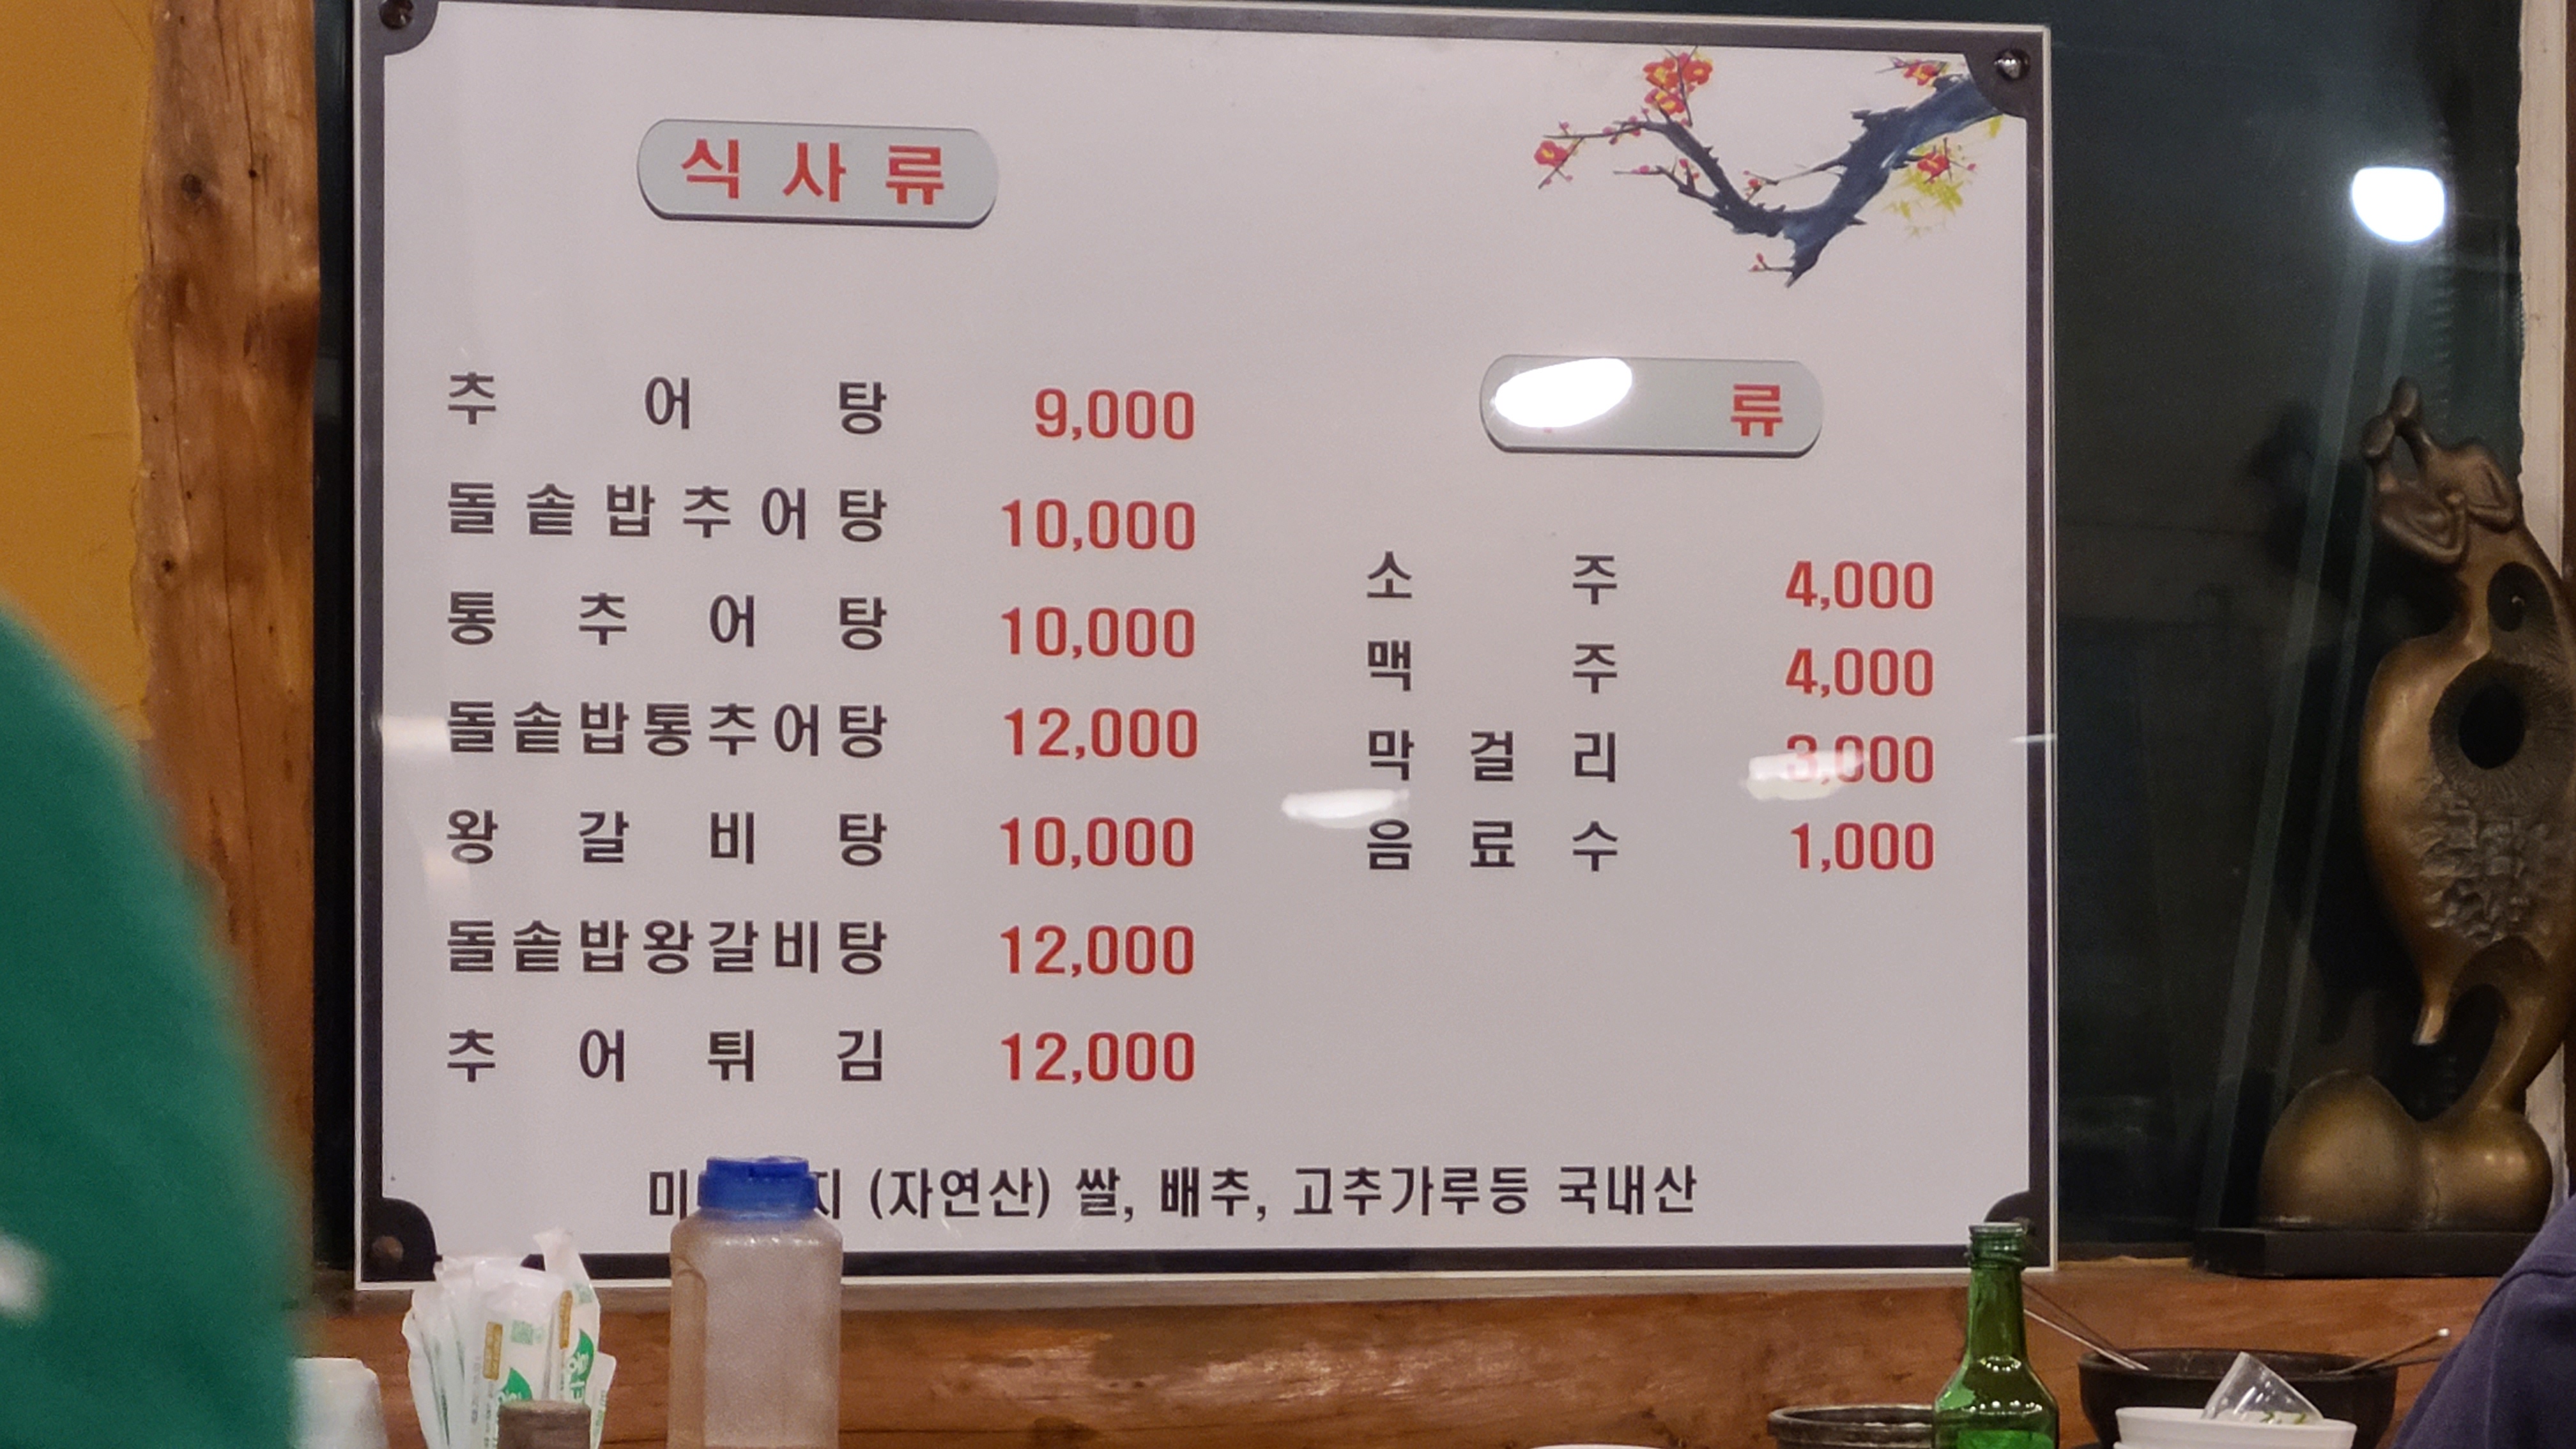 식사류
추어탕 9,000
돌솥밥추어탕 10,000
통추어탕 10,000
돌솥밥통추어탕 12,000
왕갈비탕 10,000
돌솥밥왕갈비탕 12,000
추어튀김 12,000
류
소주 4,000
맥주 4,000
막걸리 3,000
음료수 1,000
(자연산) 쌀, 배추, 고추가루등 국내산